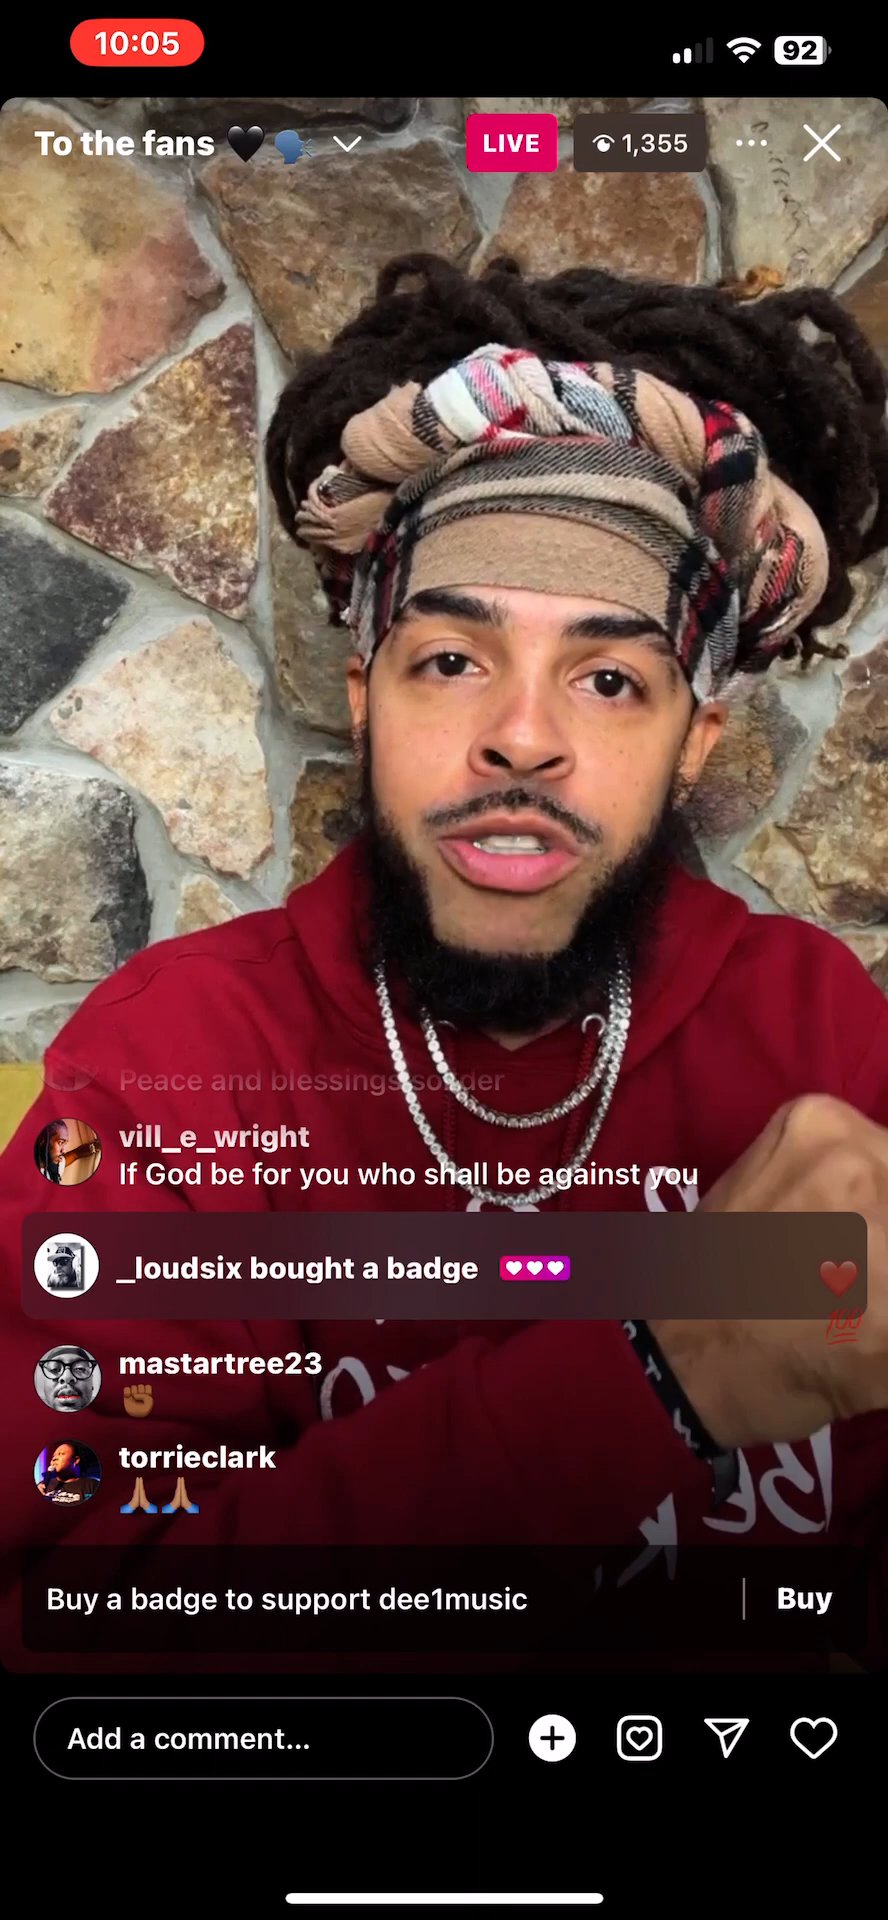 10:05
92
To the fans 🖤 🗣
LIVE
1,355
Peace and blessings
vill_e_wright
If God be for you who shall be against you
_loudsix bought a badge
mastartree23
✊🏾
torrieclark
🙏🏽🙏🏽
Buy a badge to support dee1music
Buy
Add a comment...